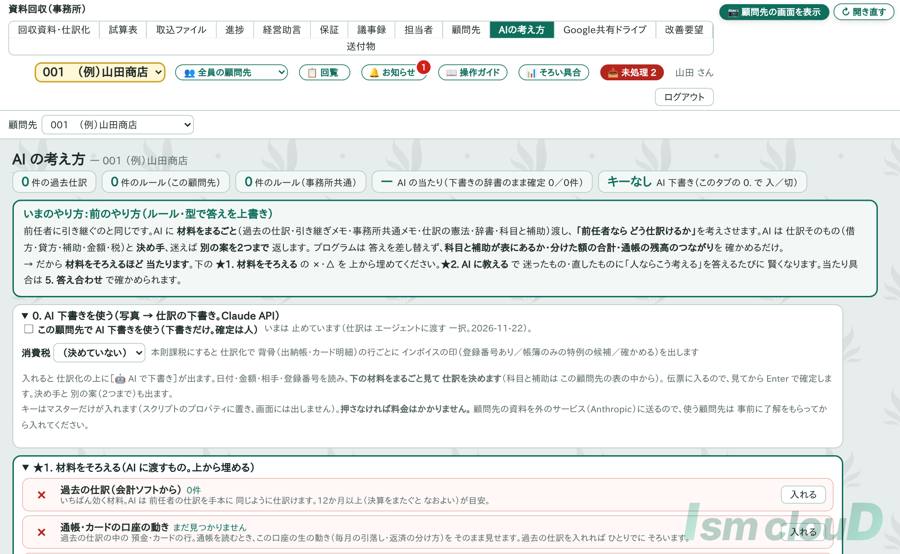 資料回収(事務所)
📷 顧問先の画面を表示
↻ 開き直す
回収資料・仕訳化 試算表 取込ファイル 進捗 経営助言 保証 議事録 担当者 顧問先 AIの考え方 Google共有ドライブ 改善要望
送付物
001 (例)山田商店 👥 全員の顧問先 📋 回覧 🔔 お知らせ 1 📖 操作ガイド 📊 そろい具合 📥 未処理 2 山田 さん
ログアウト
顧問先 001 (例)山田商店
AI の考え方 — 001 (例)山田商店
0 件の過去仕訳 0 件のルール(この顧問先) 0 件のルール(事務所共通) — AI の当たり(下書きの辞書のまま確定 0/0件) キーなし AI 下書き(このタブの 0. で 入/切)
いまのやり方:前のやり方(ルール・型で答えを上書き)
前任者に引き継ぐのと同じです。AI に 材料をまるごと(過去の仕訳・引き継ぎメモ・事務所共通メモ・仕訳の憲法・辞書・科目と補助)渡し、「前任者なら どう仕訳けるか」を考えさせます。AI は 仕訳そのもの(借
方・貸方・補助・金額・税)と 決め手、迷えば 別の案を2つまで 返します。プログラムは 答えを差し替えず、科目と補助が表にあるか・分けた額の合計・通帳の残高のつながりを 確かめるだけ。
→ だから 材料をそろえるほど 当たります。下の ★1. 材料をそろえる の ×・△ を 上から埋めてください。★2. AI に教える で 迷ったもの・直したものに「人ならこう考える」を答えるたびに 賢くなります。当たり具
合は 5. 答え合わせ で確かめられます。
▼ 0. AI 下書きを使う(写真 → 仕訳の下書き。Claude API)
この顧問先で AI 下書きを使う(下書きだけ。確定は人) いまは 止めています(仕訳は エージェントに渡す 一択。2026-11-22)。
消費税 (決めていない) 本則課税にすると 仕訳化で 背骨(出納帳・カード明細)の行ごとに インボイスの印(登録番号あり/帳簿のみの特例の候補/確かめる)を出します
入れると 仕訳化の上に[🤖 AI で下書き]が出ます。日付・金額・相手・登録番号を読み、下の材料をまるごと見て 仕訳を決めます(科目と補助は この顧問先の表の中から)。伝票に入るので、見てから Enter で確定しま
す。決め手と 別の案(2つまで)も出ます。
キーはマスターだけが入れます(スクリプトのプロパティに置き、画面には出しません)。押さなければ料金はかかりません。 顧問先の資料を外のサービス(Anthropic)に送るので、使う顧問先は 事前に了解をもらってか
ら入れてください。
▼ ★1. 材料をそろえる(AI に渡すもの。上から埋める)
× 過去の仕訳(会計ソフトから) 0件
いちばん効く材料。AI は 前任者の仕訳を手本に 同じように仕訳けます。12か月以上(決算をまたぐと なおよい)が目安。
入れる
× 通帳・カードの口座の動き まだ見つかりません
過去の仕訳の中の 預金・カードの行。通帳を読むとき、この口座の生の動き(毎月の引落し・返済の分け方)を そのまま見せます。過去の仕訳を入れれば ひとりでに そろいます。
入れる
Ism clouD